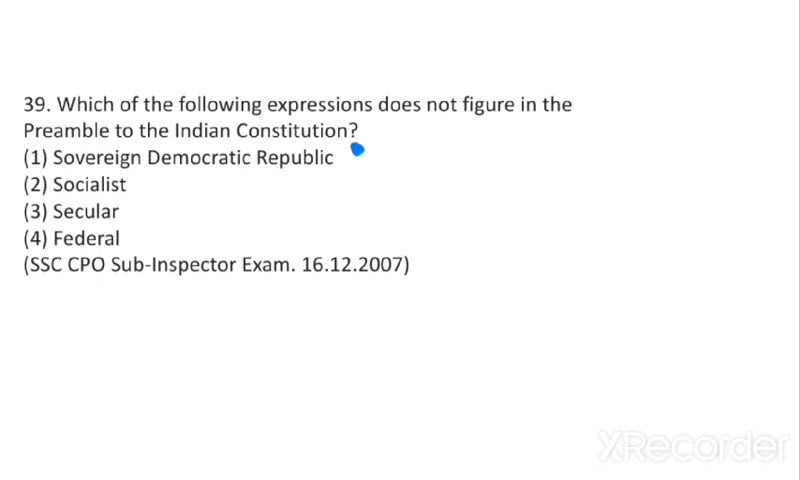 39. Which of the following expressions does not figure in the
Preamble to the Indian Constitution?
(1) Sovereign Democratic Republic
(2) Socialist
(3) Secular
(4) Federal
(SSC CPO Sub-Inspector Exam. 16.12.2007)
XRecorder